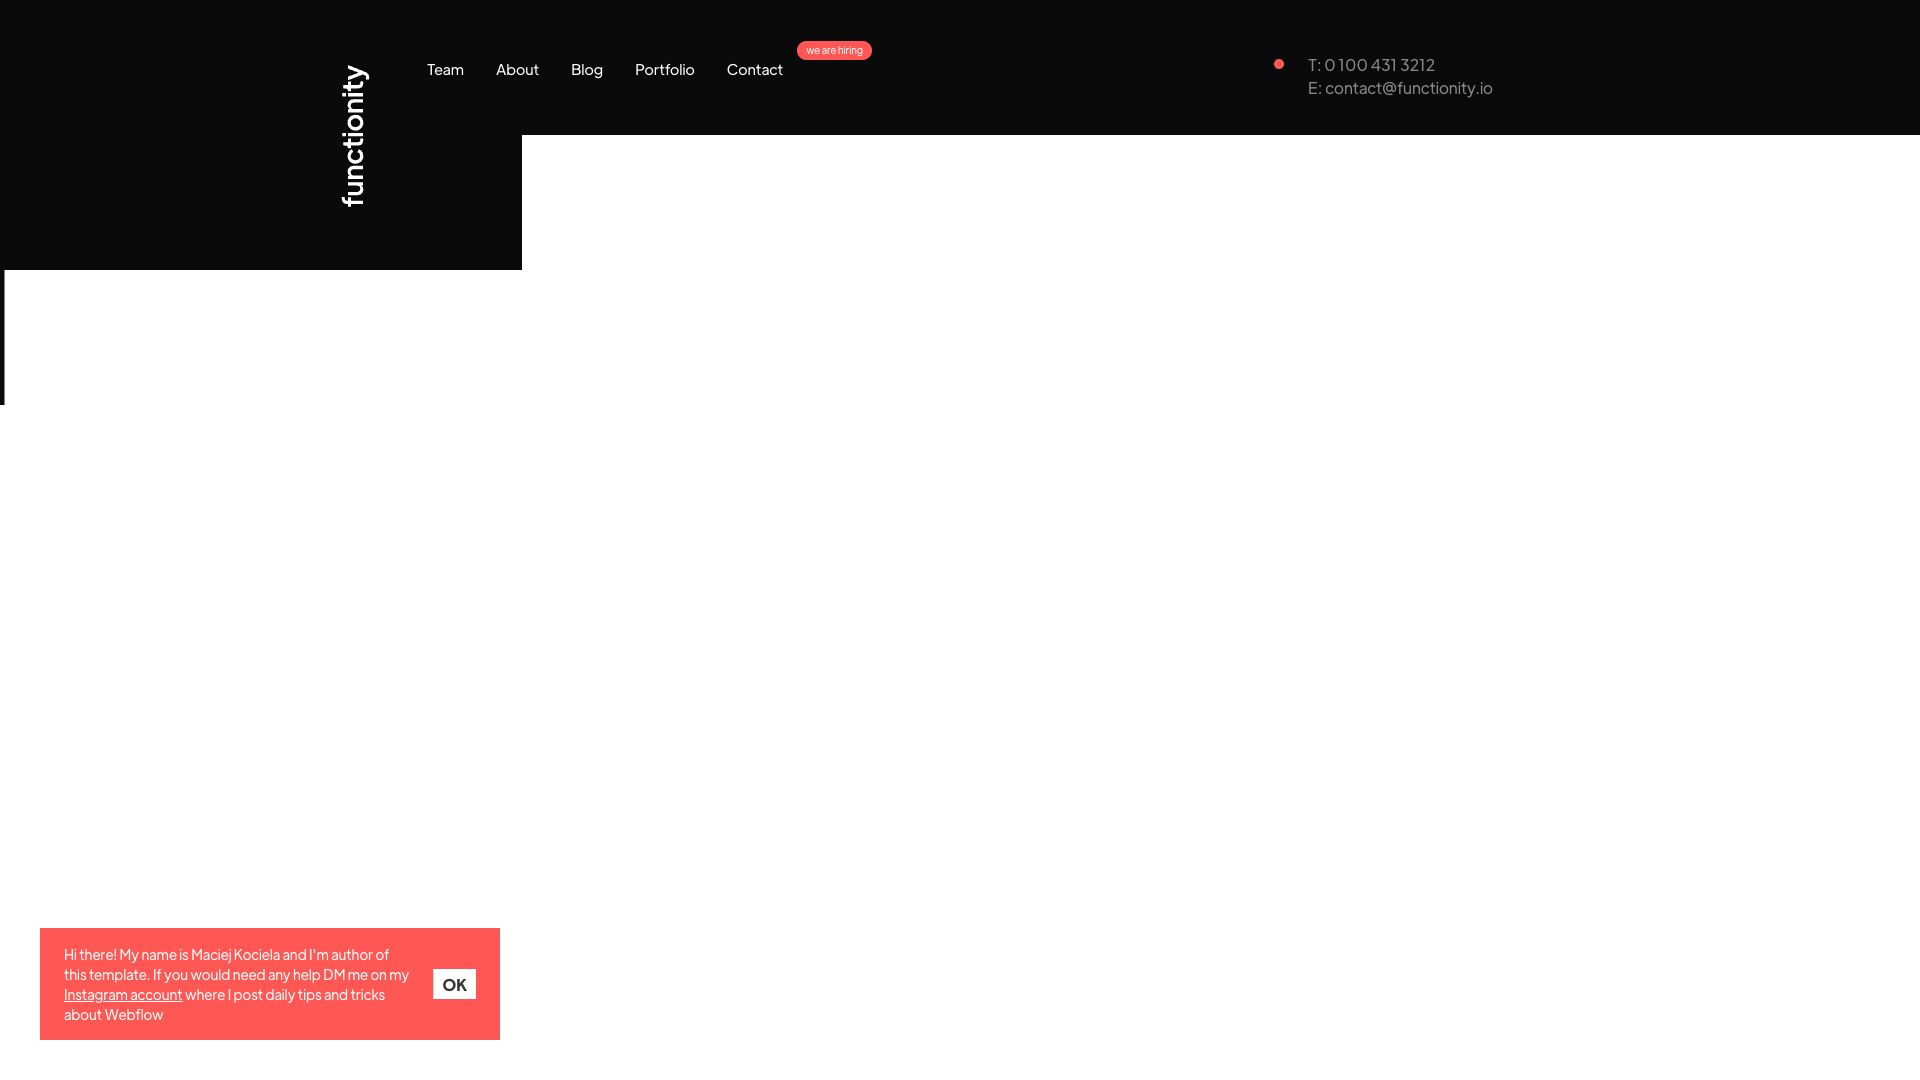 functionity
Team
About
Blog
Portfolio
Contact
we are hiring
T: 0 100 431 3212
E: contact@functionity.io
Hi there! My name is Maciej Kociela and I'm author of
this template. If you would need any help DM me on my
Instagram account where I post daily tips and tricks
about Webflow
OK